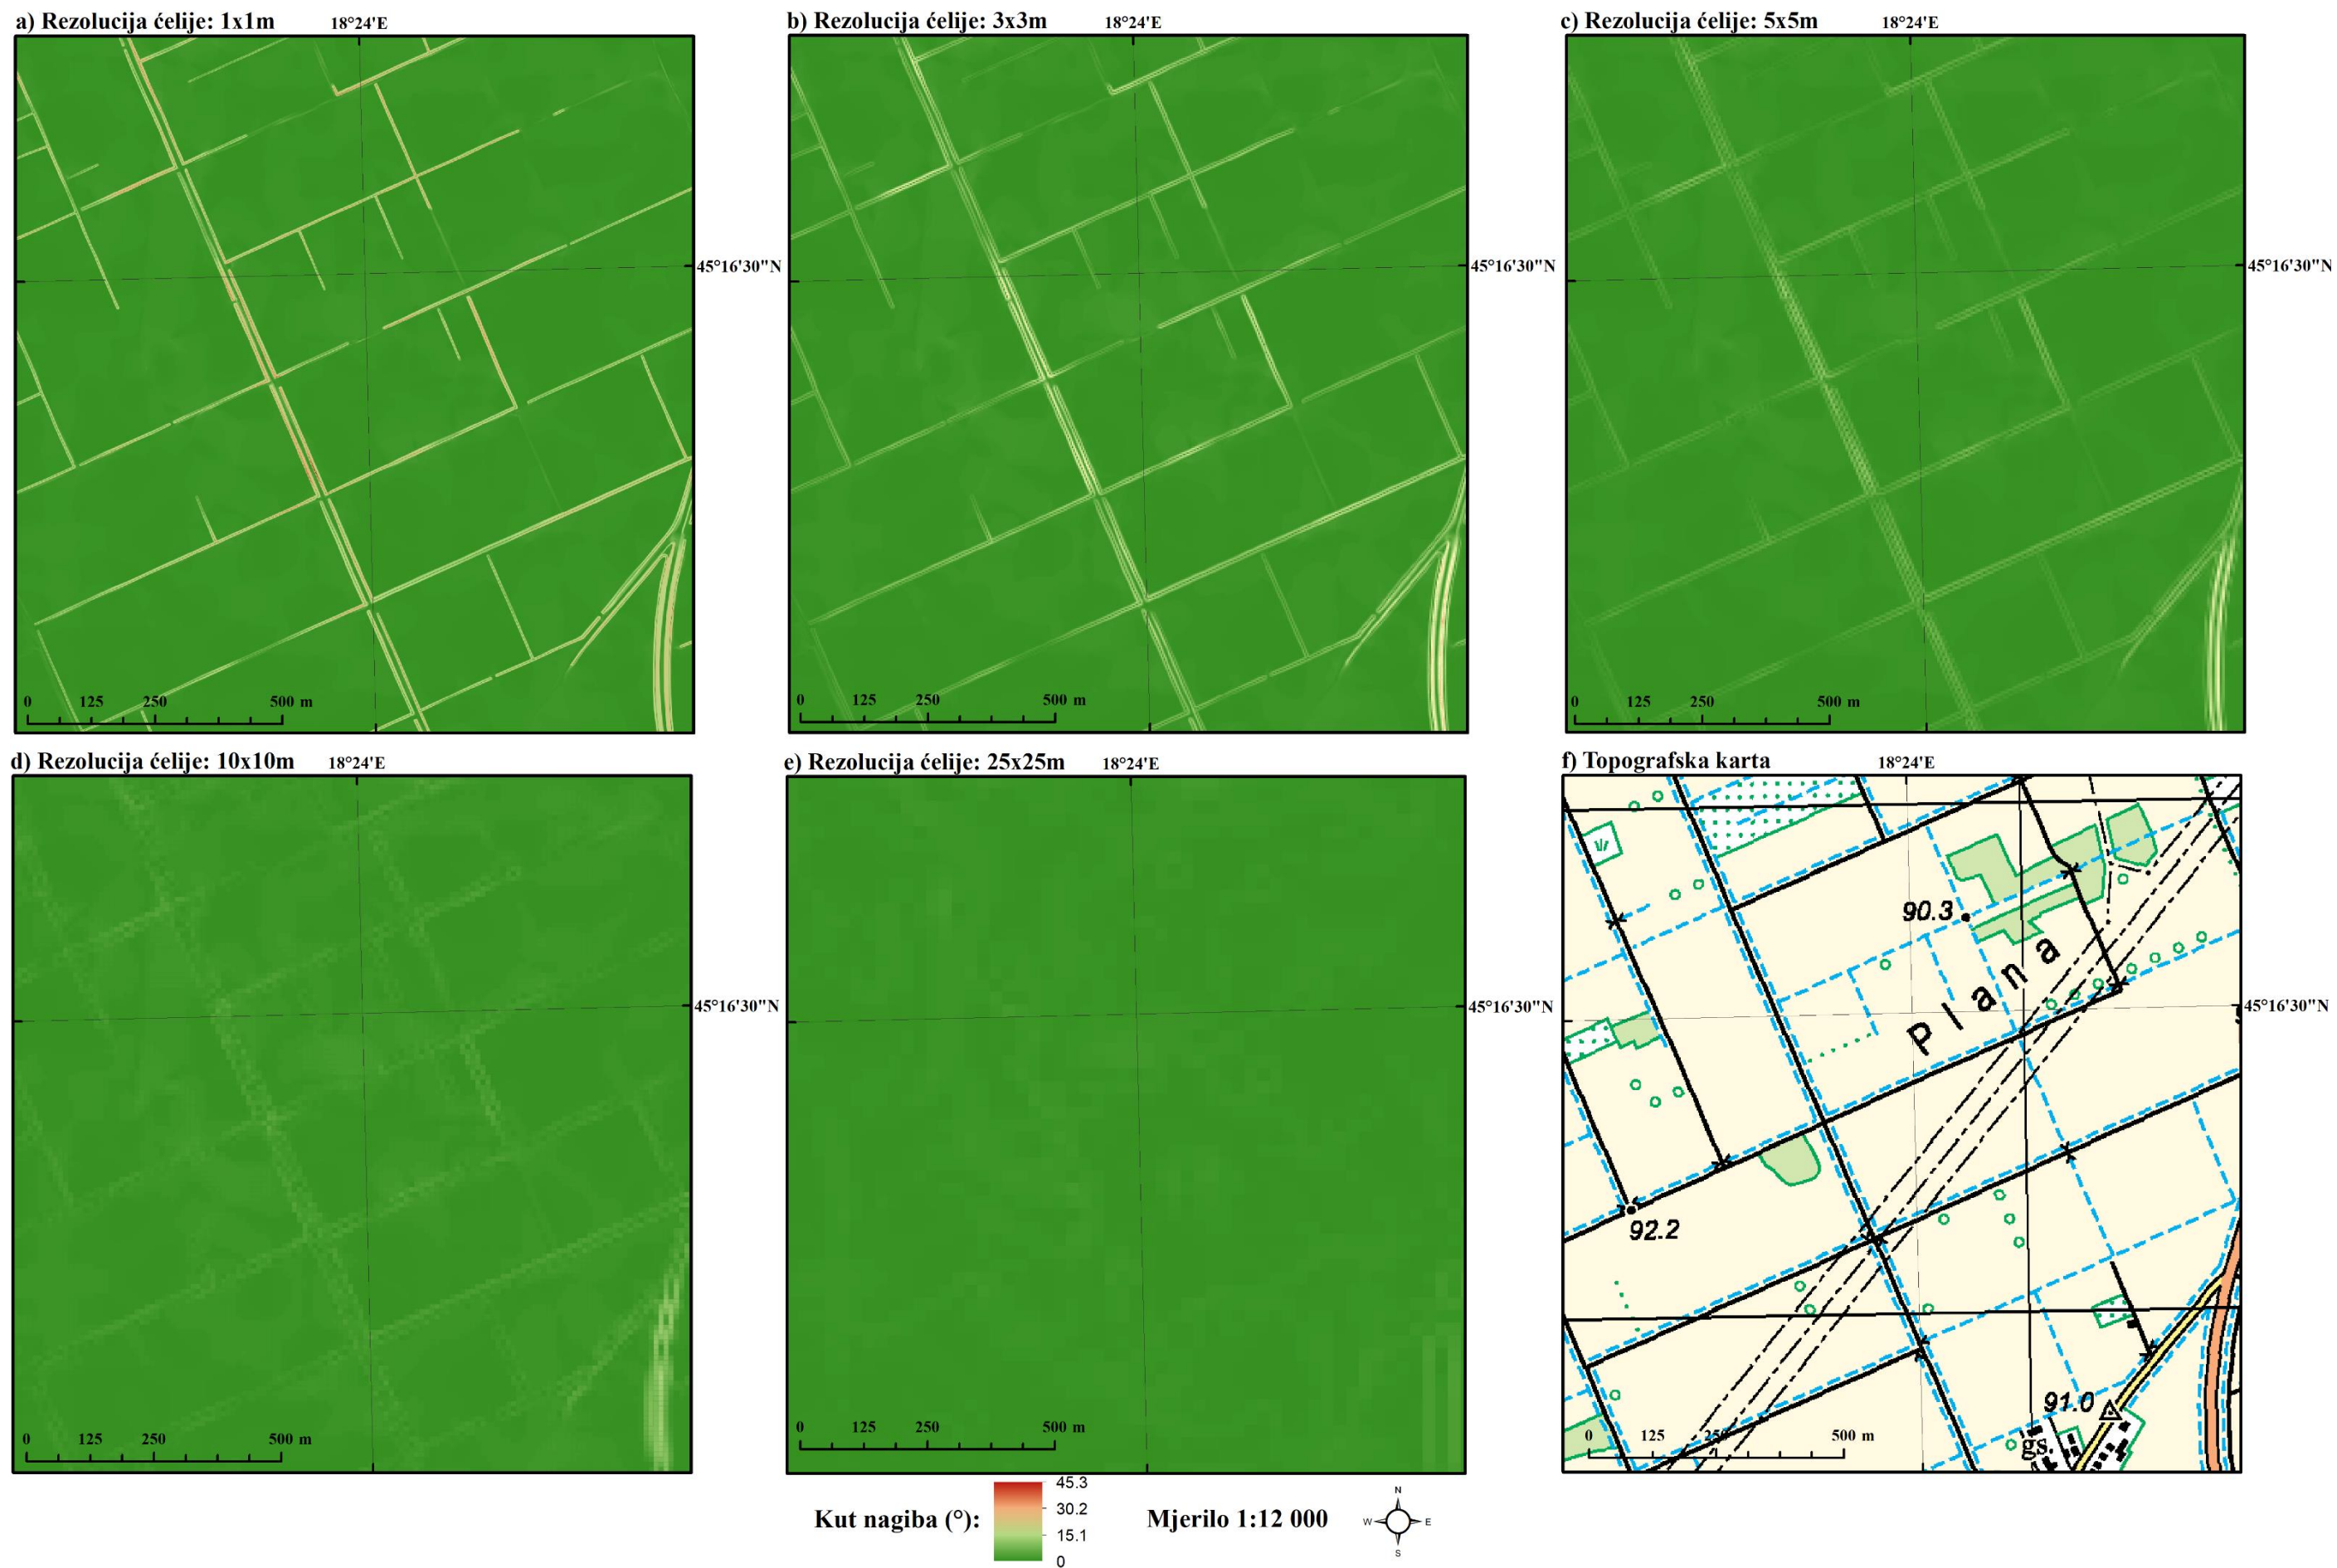 a) Rezolucija ćelije: 1x1m
18°24'E
b) Rezolucija ćelije: 3x3m
18°24'E
c) Rezolucija ćelije: 5x5m
18°24'E
45°16'30"N
45°16'30"N
45°16'30"N
0 125 250 500 m
0 125 250 500 m
0 125 250 500 m
d) Rezolucija ćelije: 10x10m
18°24'E
e) Rezolucija ćelije: 25x25m
18°24'E
f) Topografska karta
18°24'E
90.3
Plana
45°16'30"N
45°16'30"N
45°16'30"N
92.2
91.0
gs.
0 125 250 500 m
0 125 250 500 m
0 125 250 500 m
Kut nagiba (°):
45.3
30.2
15.1
0
Mjerilo 1:12 000
N
W E
S